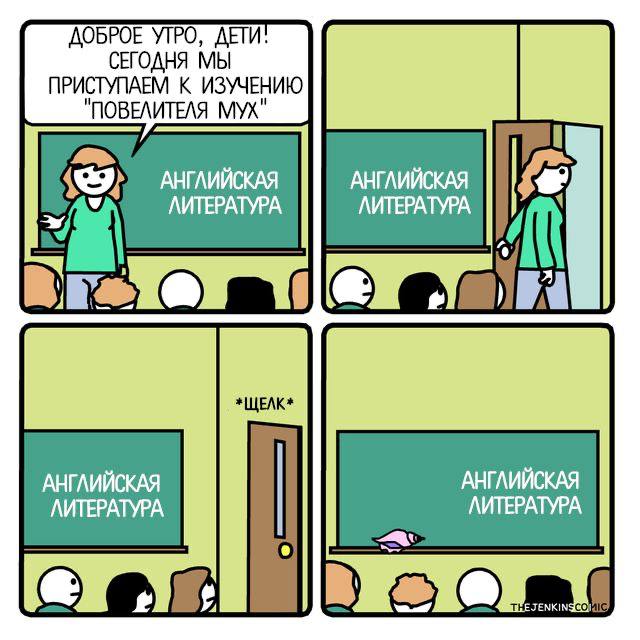 ДОБРОЕ УТРО, ДЕТИ!
СЕГОДНЯ МЫ
ПРИСТУПАЕМ К ИЗУЧЕНИЮ
"ПОВЕЛИТЕЛЯ МУХ"
АНГЛИЙСКАЯ
ЛИТЕРАТУРА
АНГЛИЙСКАЯ
ЛИТЕРАТУРА
*ЩЕЛК*
АНГЛИЙСКАЯ
ЛИТЕРАТУРА
АНГЛИЙСКАЯ
ЛИТЕРАТУРА
THEJENKINSCOMIC